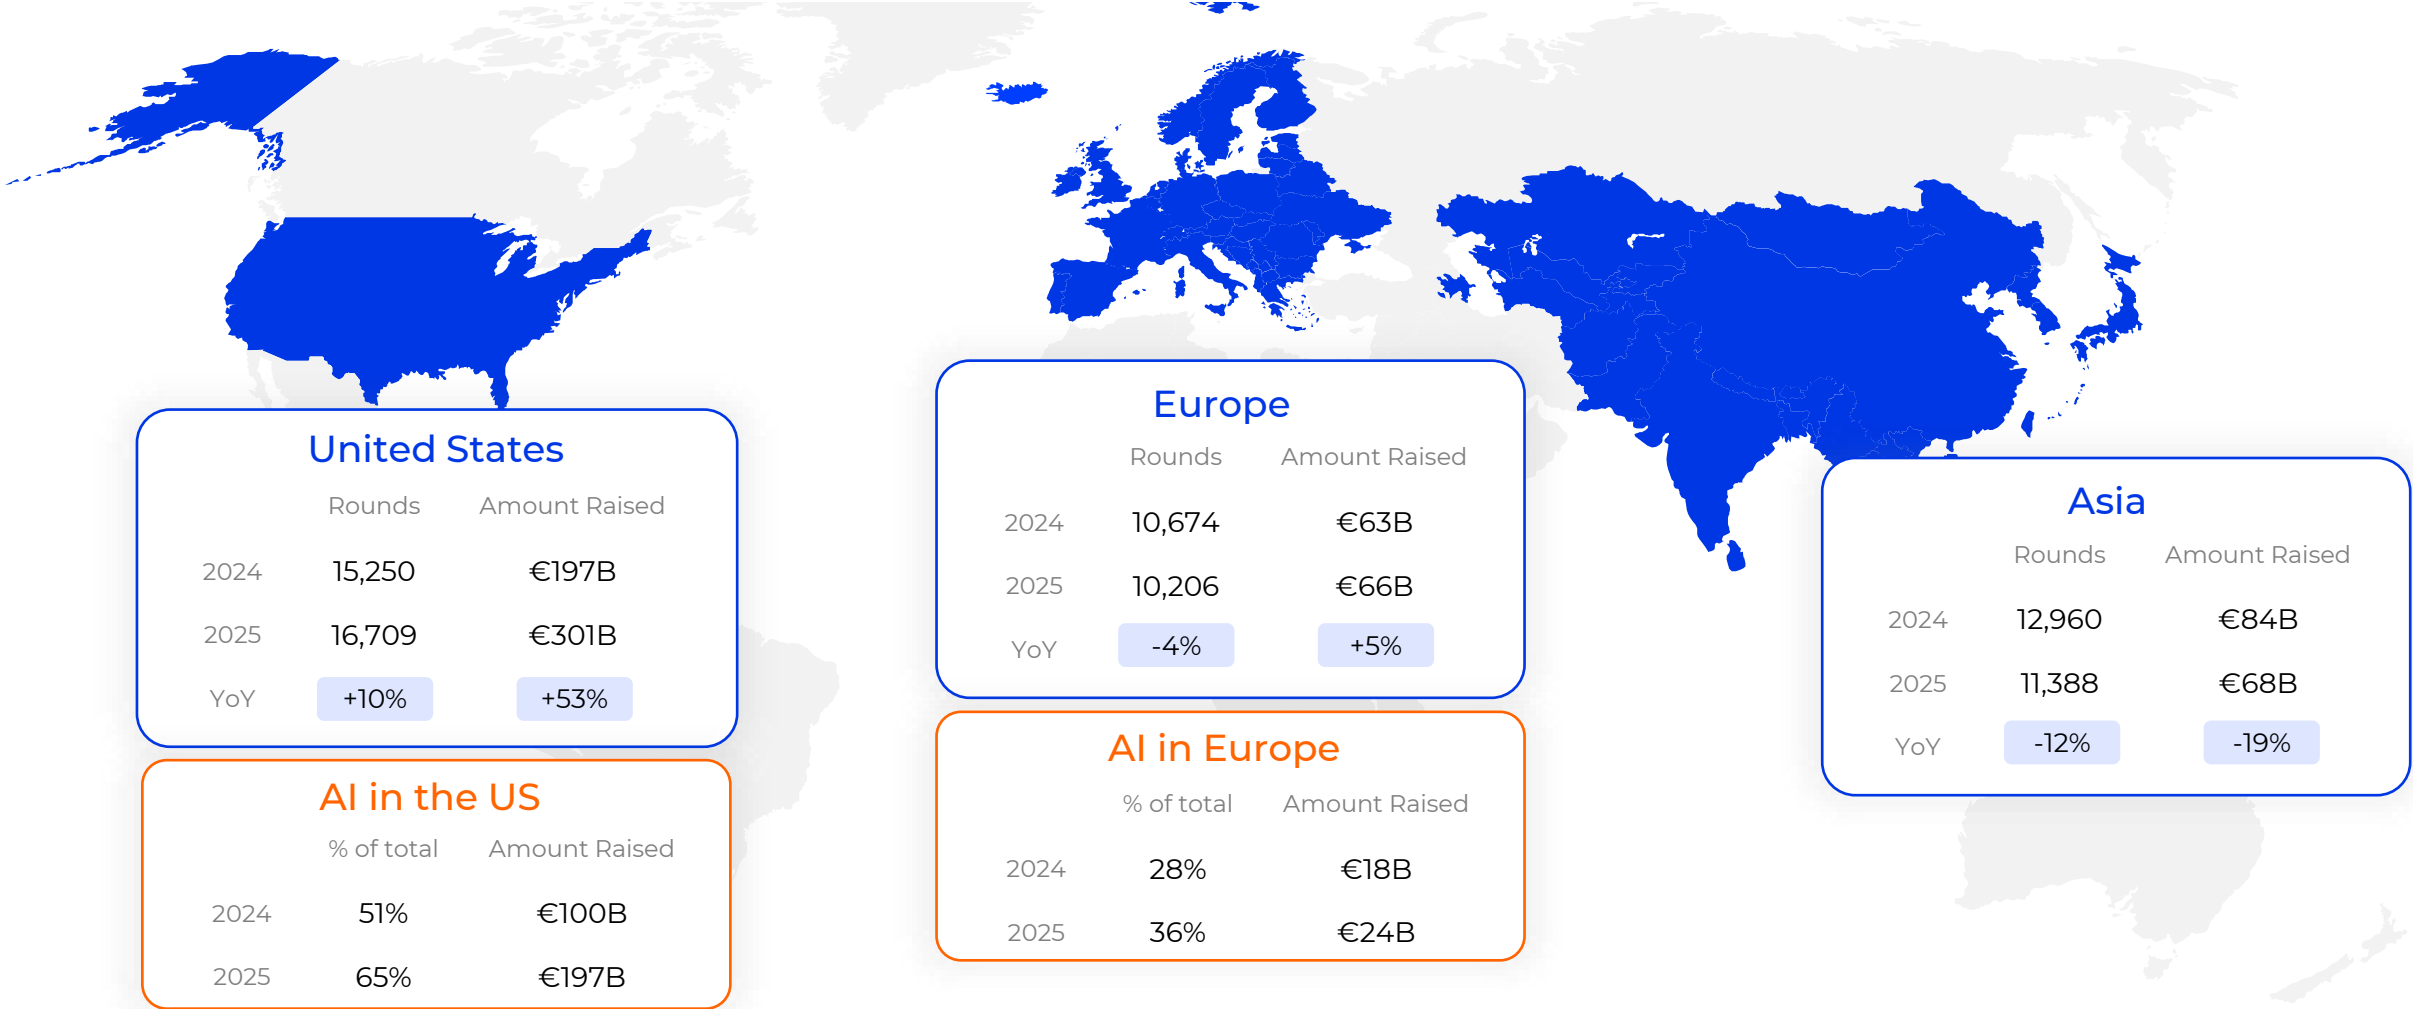 United States
Rounds Amount Raised
2024 15,250 €197B
2025 16,709 €301B
YoY +10% +53%
AI in the US
% of total Amount Raised
2024 51% €100B
2025 65% €197B
Europe
Rounds Amount Raised
2024 10,674 €63B
2025 10,206 €66B
YoY -4% +5%
AI in Europe
% of total Amount Raised
2024 28% €18B
2025 36% €24B
Asia
Rounds Amount Raised
2024 12,960 €84B
2025 11,388 €68B
YoY -12% -19%